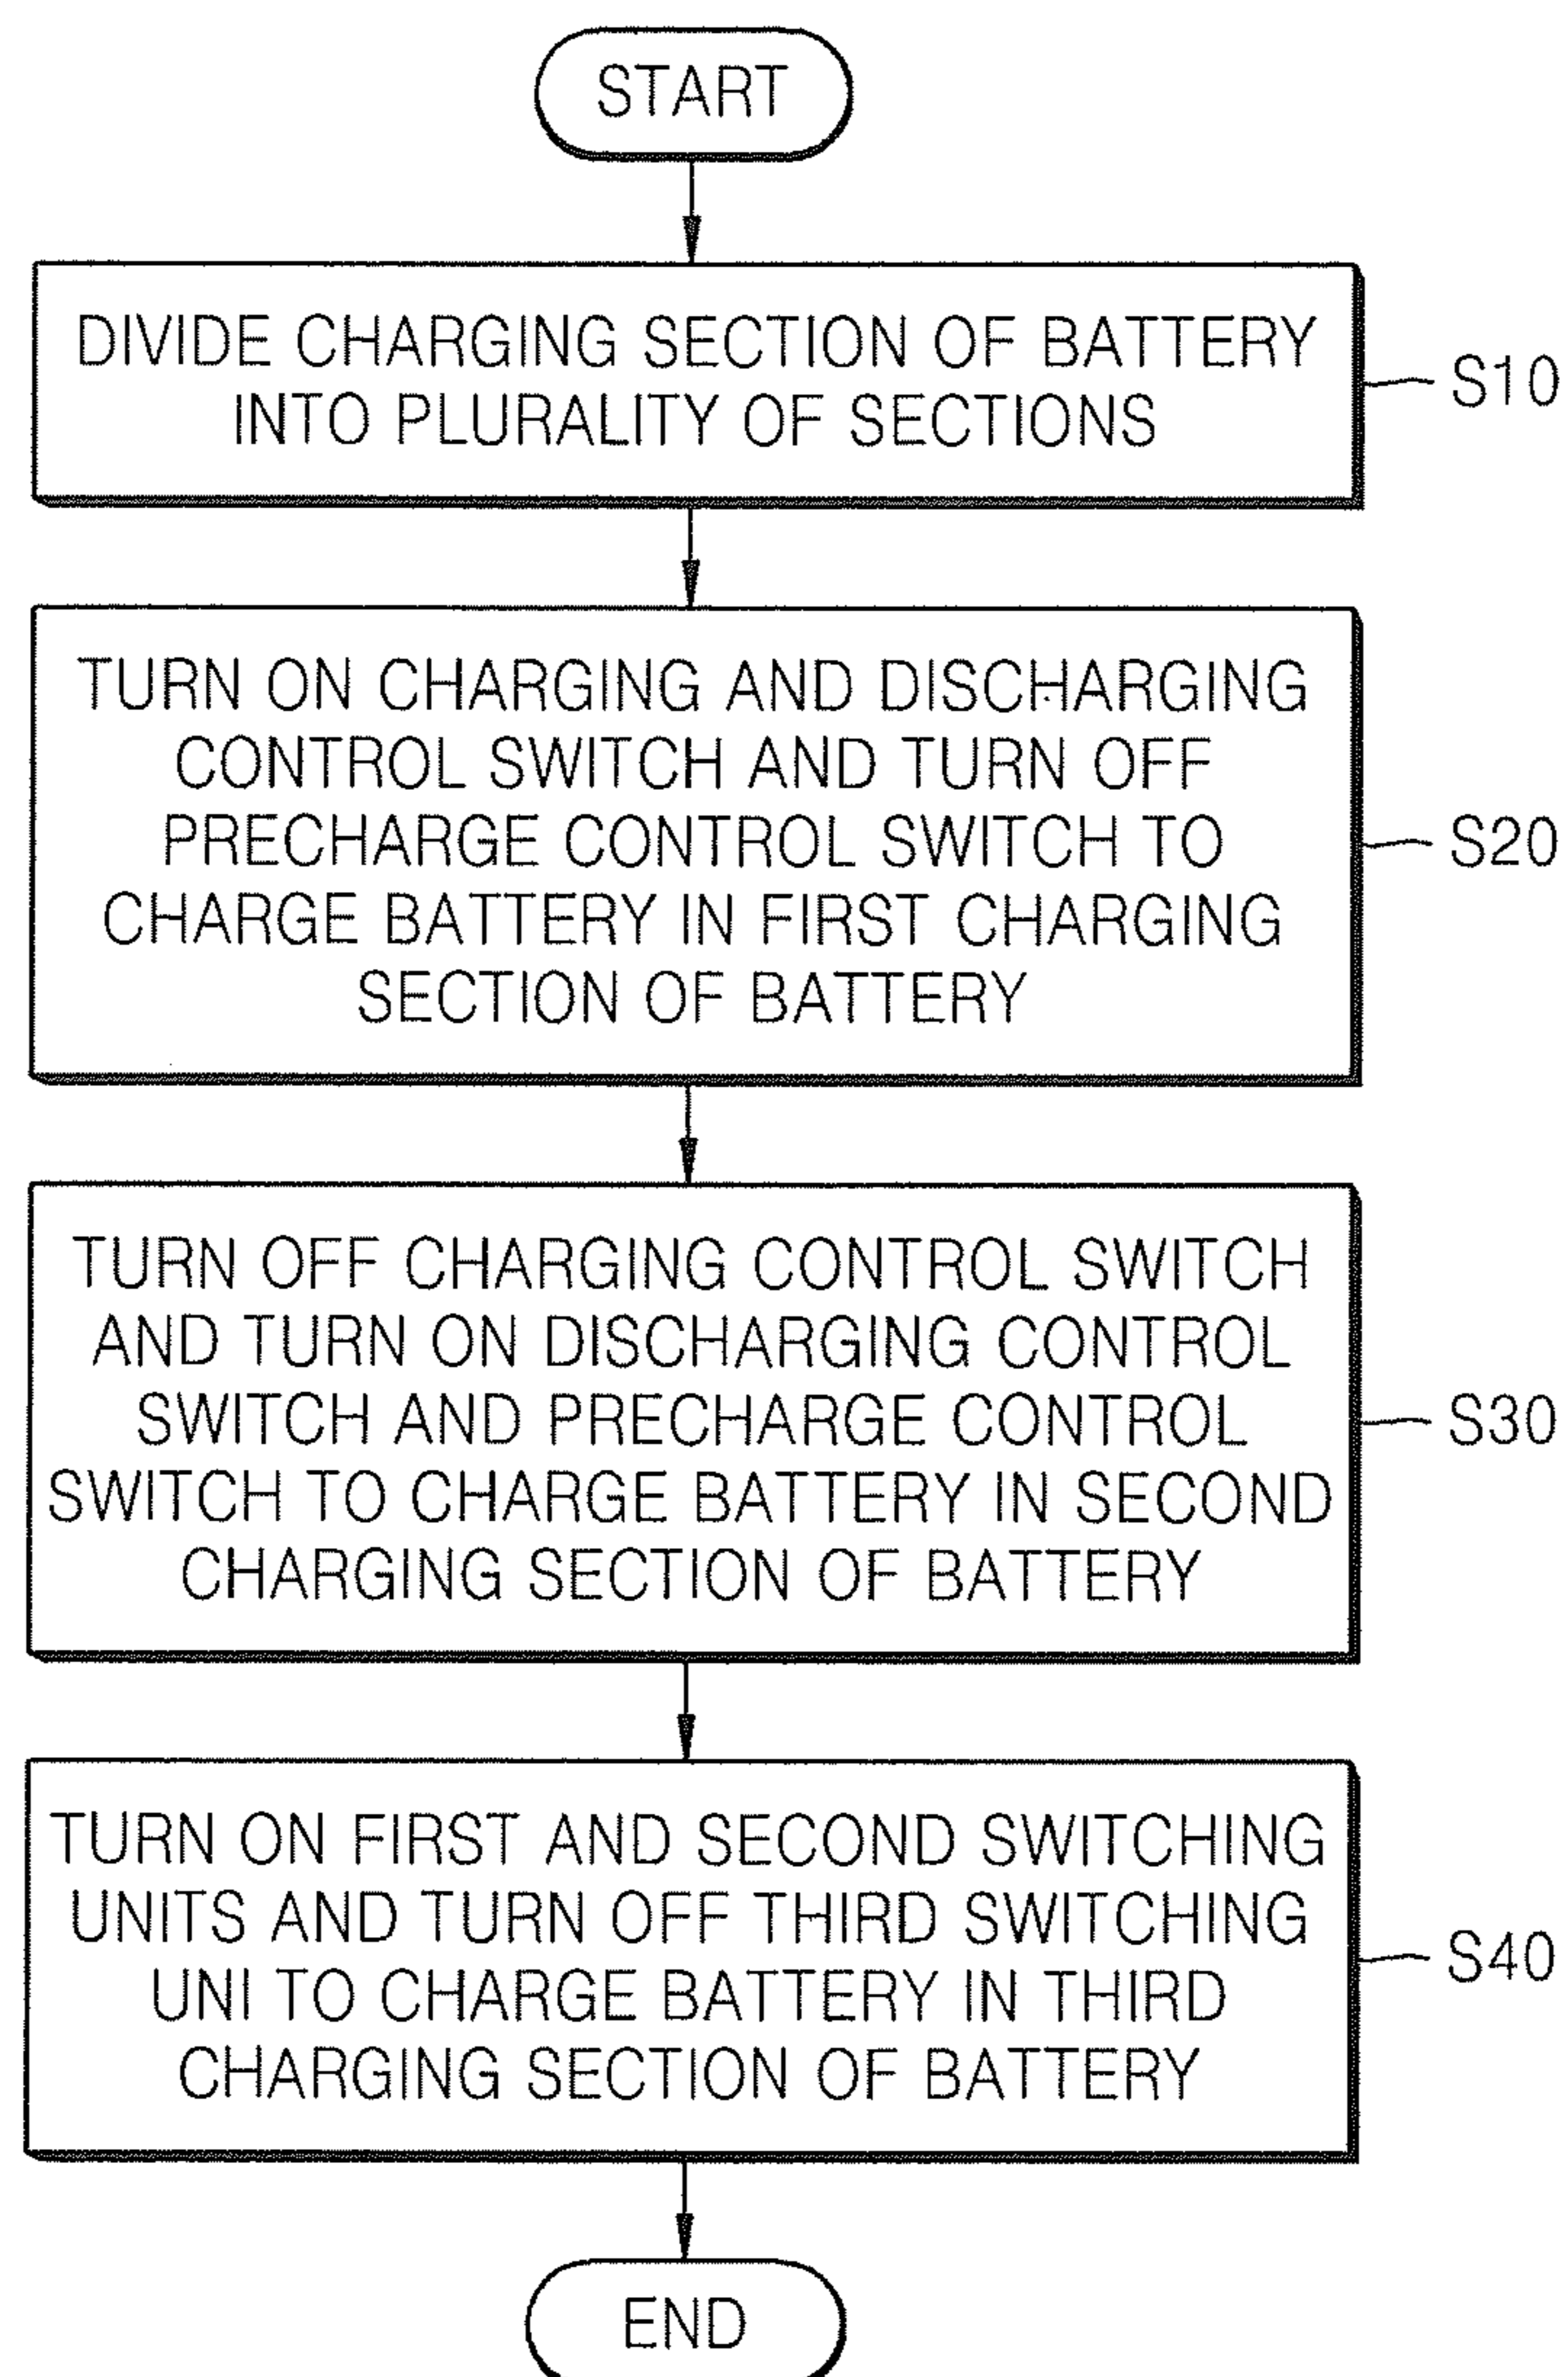 START
DIVIDE CHARGING SECTION OF BATTERY
INTO PLURALITY OF SECTIONS
S10
TURN ON CHARGING AND DISCHARGING
CONTROL SWITCH AND TURN OFF
PRECHARGE CONTROL SWITCH TO
CHARGE BATTERY IN FIRST CHARGING
SECTION OF BATTERY
S20
TURN OFF CHARGING CONTROL SWITCH
AND TURN ON DISCHARGING CONTROL
SWITCH AND PRECHARGE CONTROL
SWITCH TO CHARGE BATTERY IN SECOND
CHARGING SECTION OF BATTERY
S30
TURN ON FIRST AND SECOND SWITCHING
UNITS AND TURN OFF THIRD SWITCHING
UNI TO CHARGE BATTERY IN THIRD
CHARGING SECTION OF BATTERY
S40
END